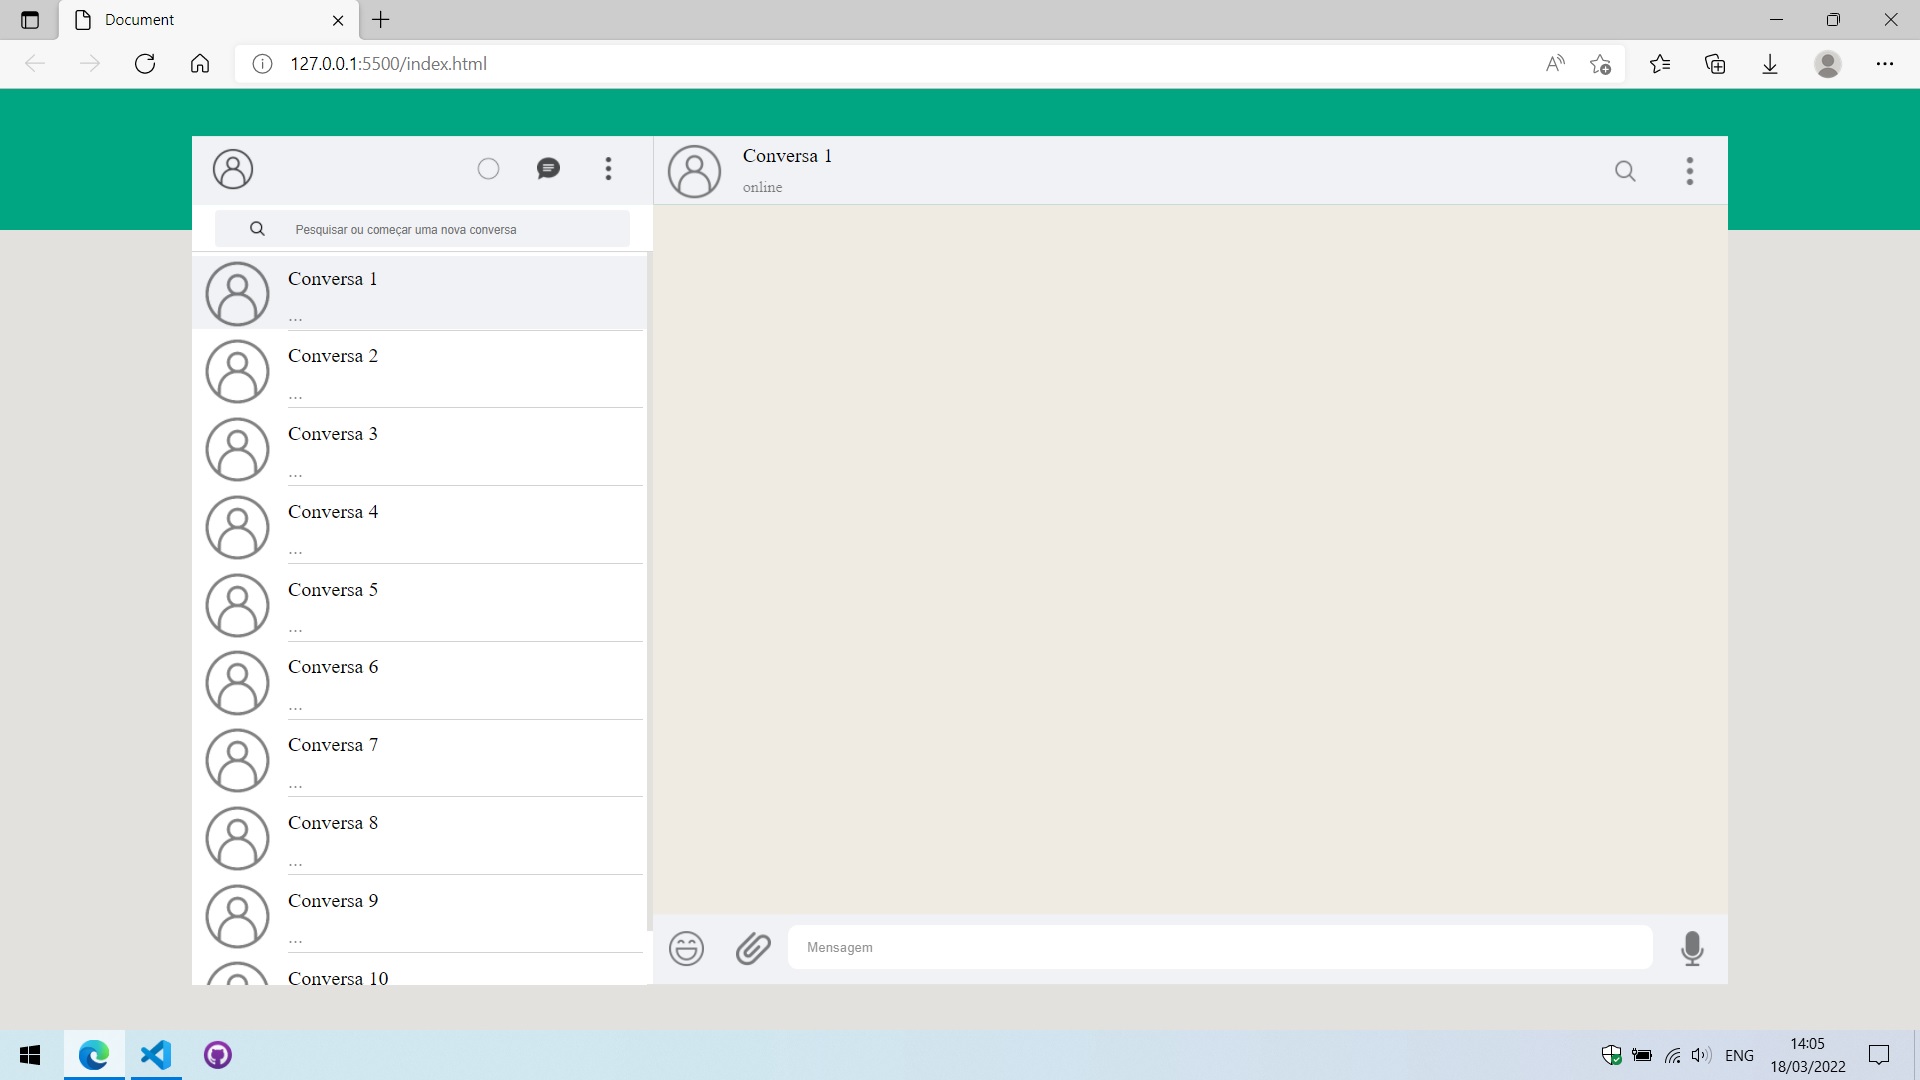 Document
127.0.0.1:5500/index.html
Conversa 1
online
Pesquisar ou começar uma nova conversa
Conversa 1
...
Conversa 2
...
Conversa 3
...
Conversa 4
...
Conversa 5
...
Conversa 6
...
Conversa 7
...
Conversa 8
...
Conversa 9
...
Conversa 10
Mensagem
ENG
14:05
18/03/2022